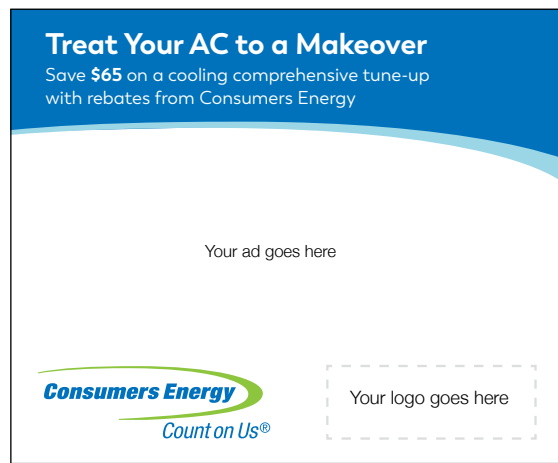 Treat Your AC to a Makeover
Save $65 on a cooling comprehensive tune-up
with rebates from Consumers Energy
Your ad goes here
Consumers Energy
Count on Us®
Your logo goes here